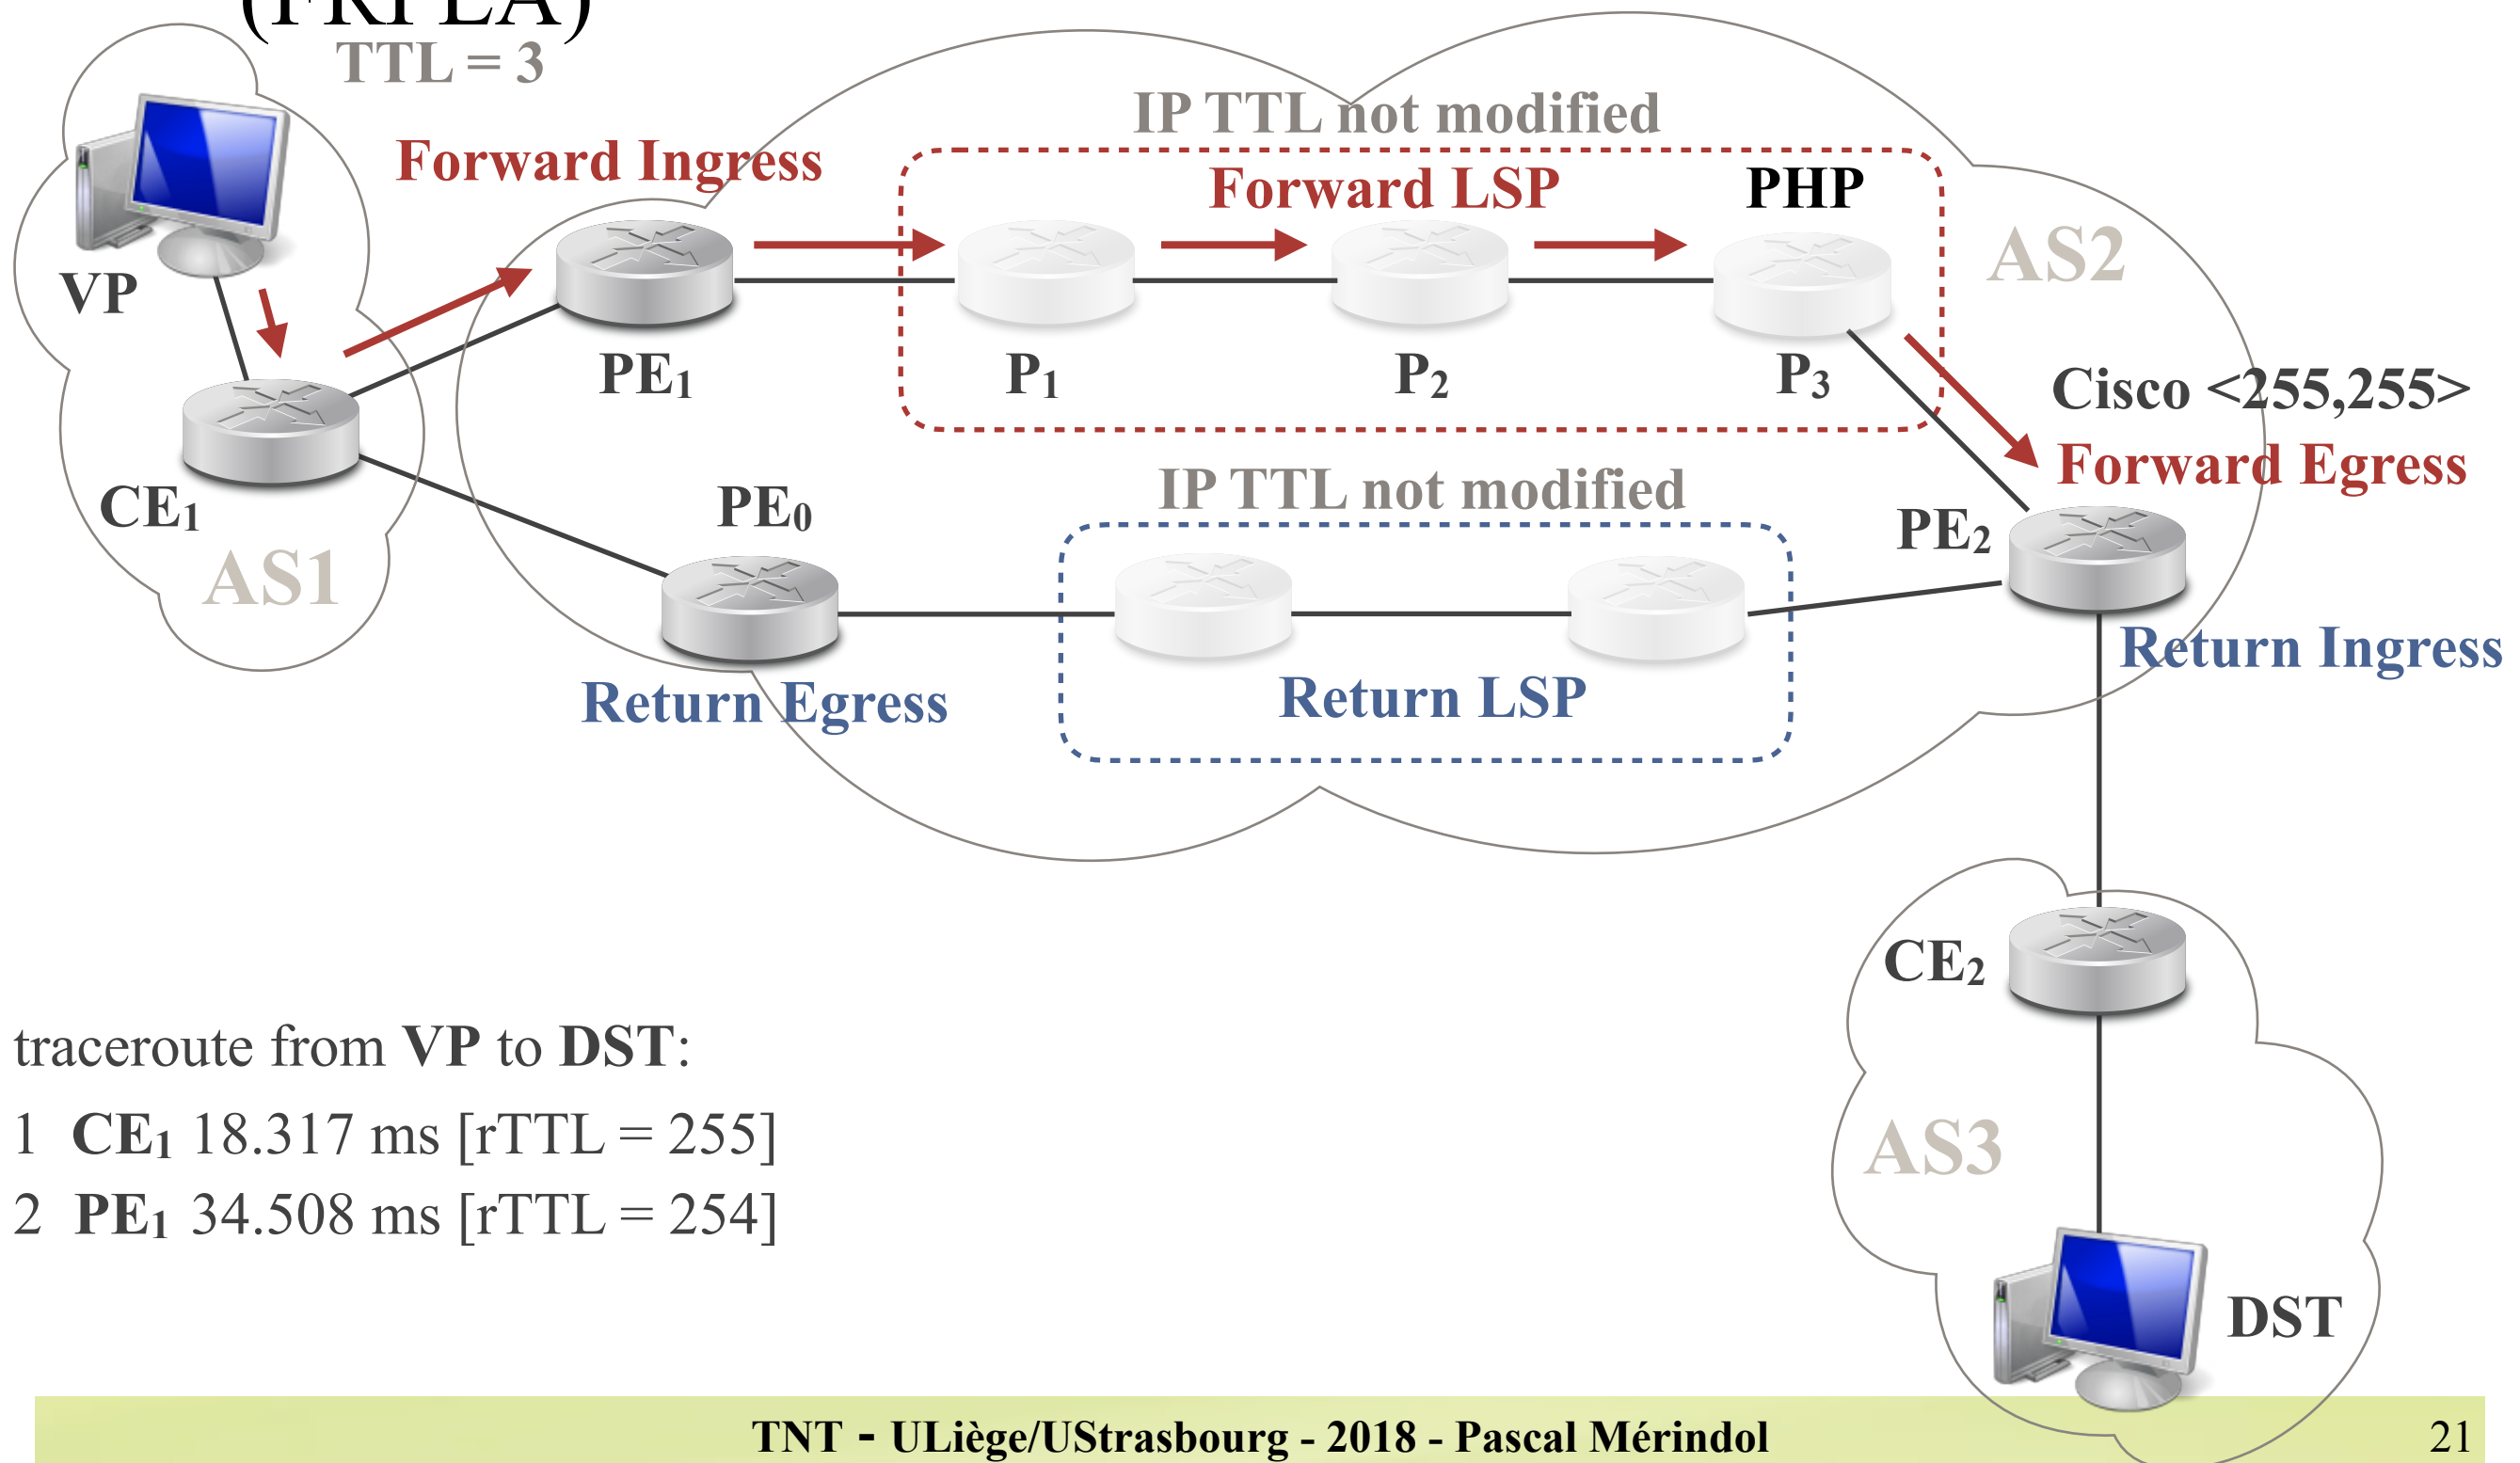 (FRPLA)
TTL = 3
IP TTL not modified
Forward Ingress
Forward LSP
PHP
AS2
VP
PE1
P1
P2
P3
Cisco <255,255>
Forward Egress
IP TTL not modified
CE1
PE0
PE2
AS1
Return Ingress
Return Egress
Return LSP
CE2
traceroute from VP to DST:
1 CE1 18.317 ms [rTTL = 255]
AS3
2 PE1 34.508 ms [rTTL = 254]
DST
TNT - ULiège/UStrasbourg - 2018 - Pascal Mérindol
21